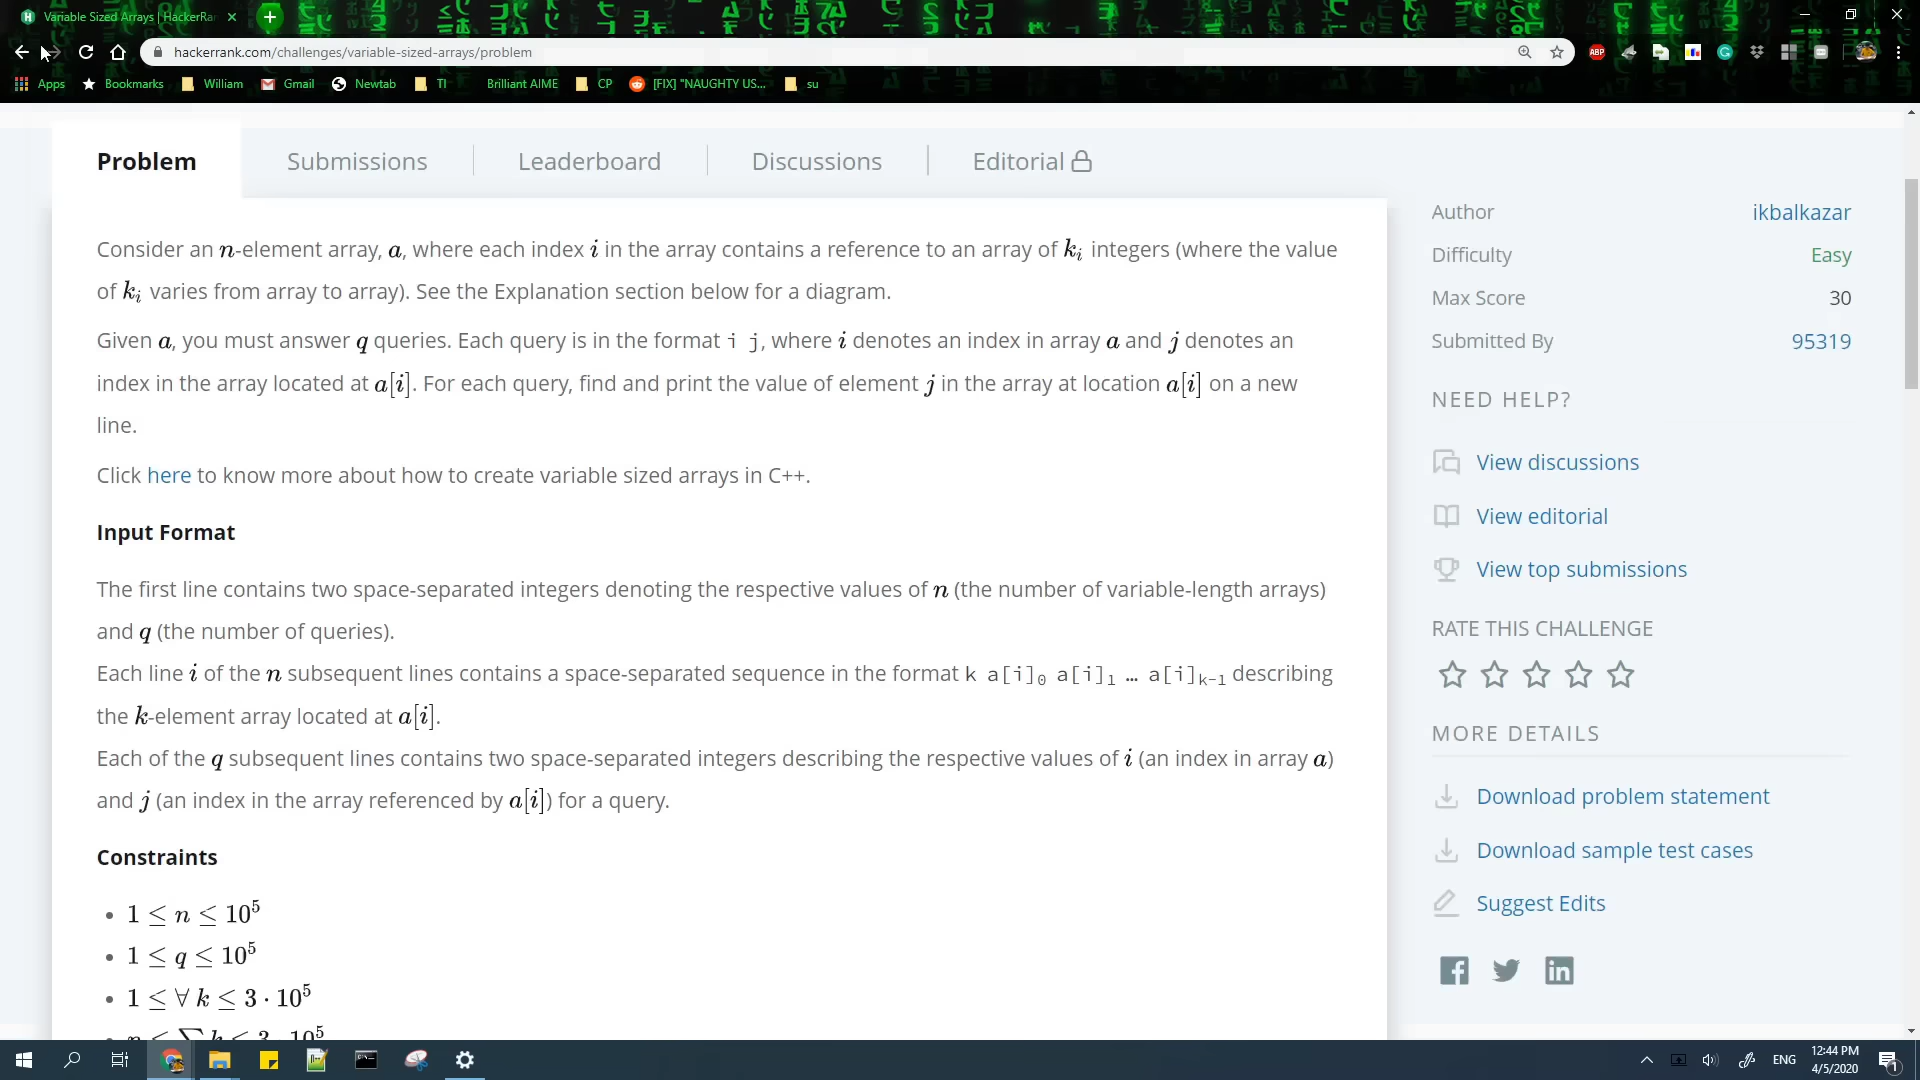 Variable Sized Arrays | HackerRa
hackerrank.com/challenges/variable-sized-arrays/problem
Apps Bookmarks William Gmail Newtab TI Brilliant AIME CP [FIX] "NAUGHTY US... su
Problem Submissions Leaderboard Discussions Editorial
Consider an n-element array, a, where each index i in the array contains a reference to an array of kᵢ integers (where the value
of kᵢ varies from array to array). See the Explanation section below for a diagram.
Given a, you must answer q queries. Each query is in the format i j, where i denotes an index in array a and j denotes an
index in the array located at a[i]. For each query, find and print the value of element j in the array at location a[i] on a new
line.
Click here to know more about how to create variable sized arrays in C++.
Input Format
The first line contains two space-separated integers denoting the respective values of n (the number of variable-length arrays)
and q (the number of queries).
Each line i of the n subsequent lines contains a space-separated sequence in the format k a[i]₀ a[i]₁ … a[i]ₖ₋₁ describing
the k-element array located at a[i].
Each of the q subsequent lines contains two space-separated integers describing the respective values of i (an index in array a)
and j (an index in the array referenced by a[i]) for a query.
Constraints
• 1 ≤ n ≤ 10⁵
• 1 ≤ q ≤ 10⁵
• 1 ≤ ∀ k ≤ 3 · 10⁵
• n ≤ ∑ k ≤ 3 · 10⁵
Author ikbalkazar
Difficulty Easy
Max Score 30
Submitted By 95319
NEED HELP?
View discussions
View editorial
View top submissions
RATE THIS CHALLENGE
MORE DETAILS
Download problem statement
Download sample test cases
Suggest Edits
ABP
ENG
12:44 PM
4/5/2020
1